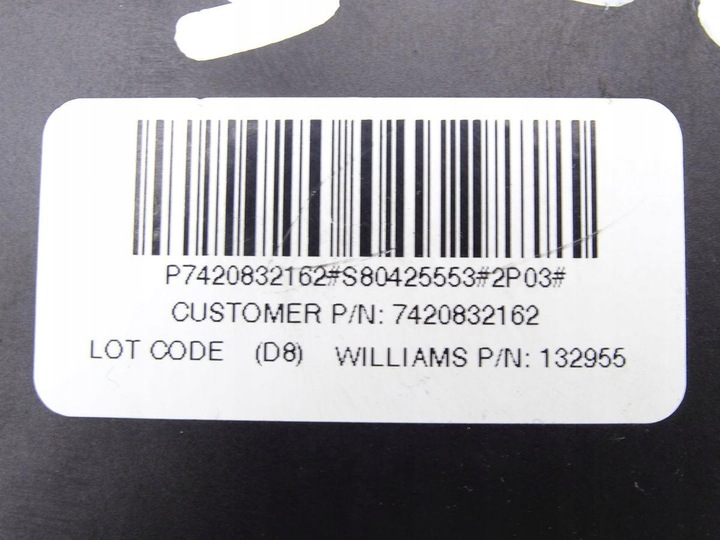 P7420832162#S80425553#2P03#
CUSTOMER P/N: 7420832162
LOT CODE (D8) WILLIAMS P/N: 132955